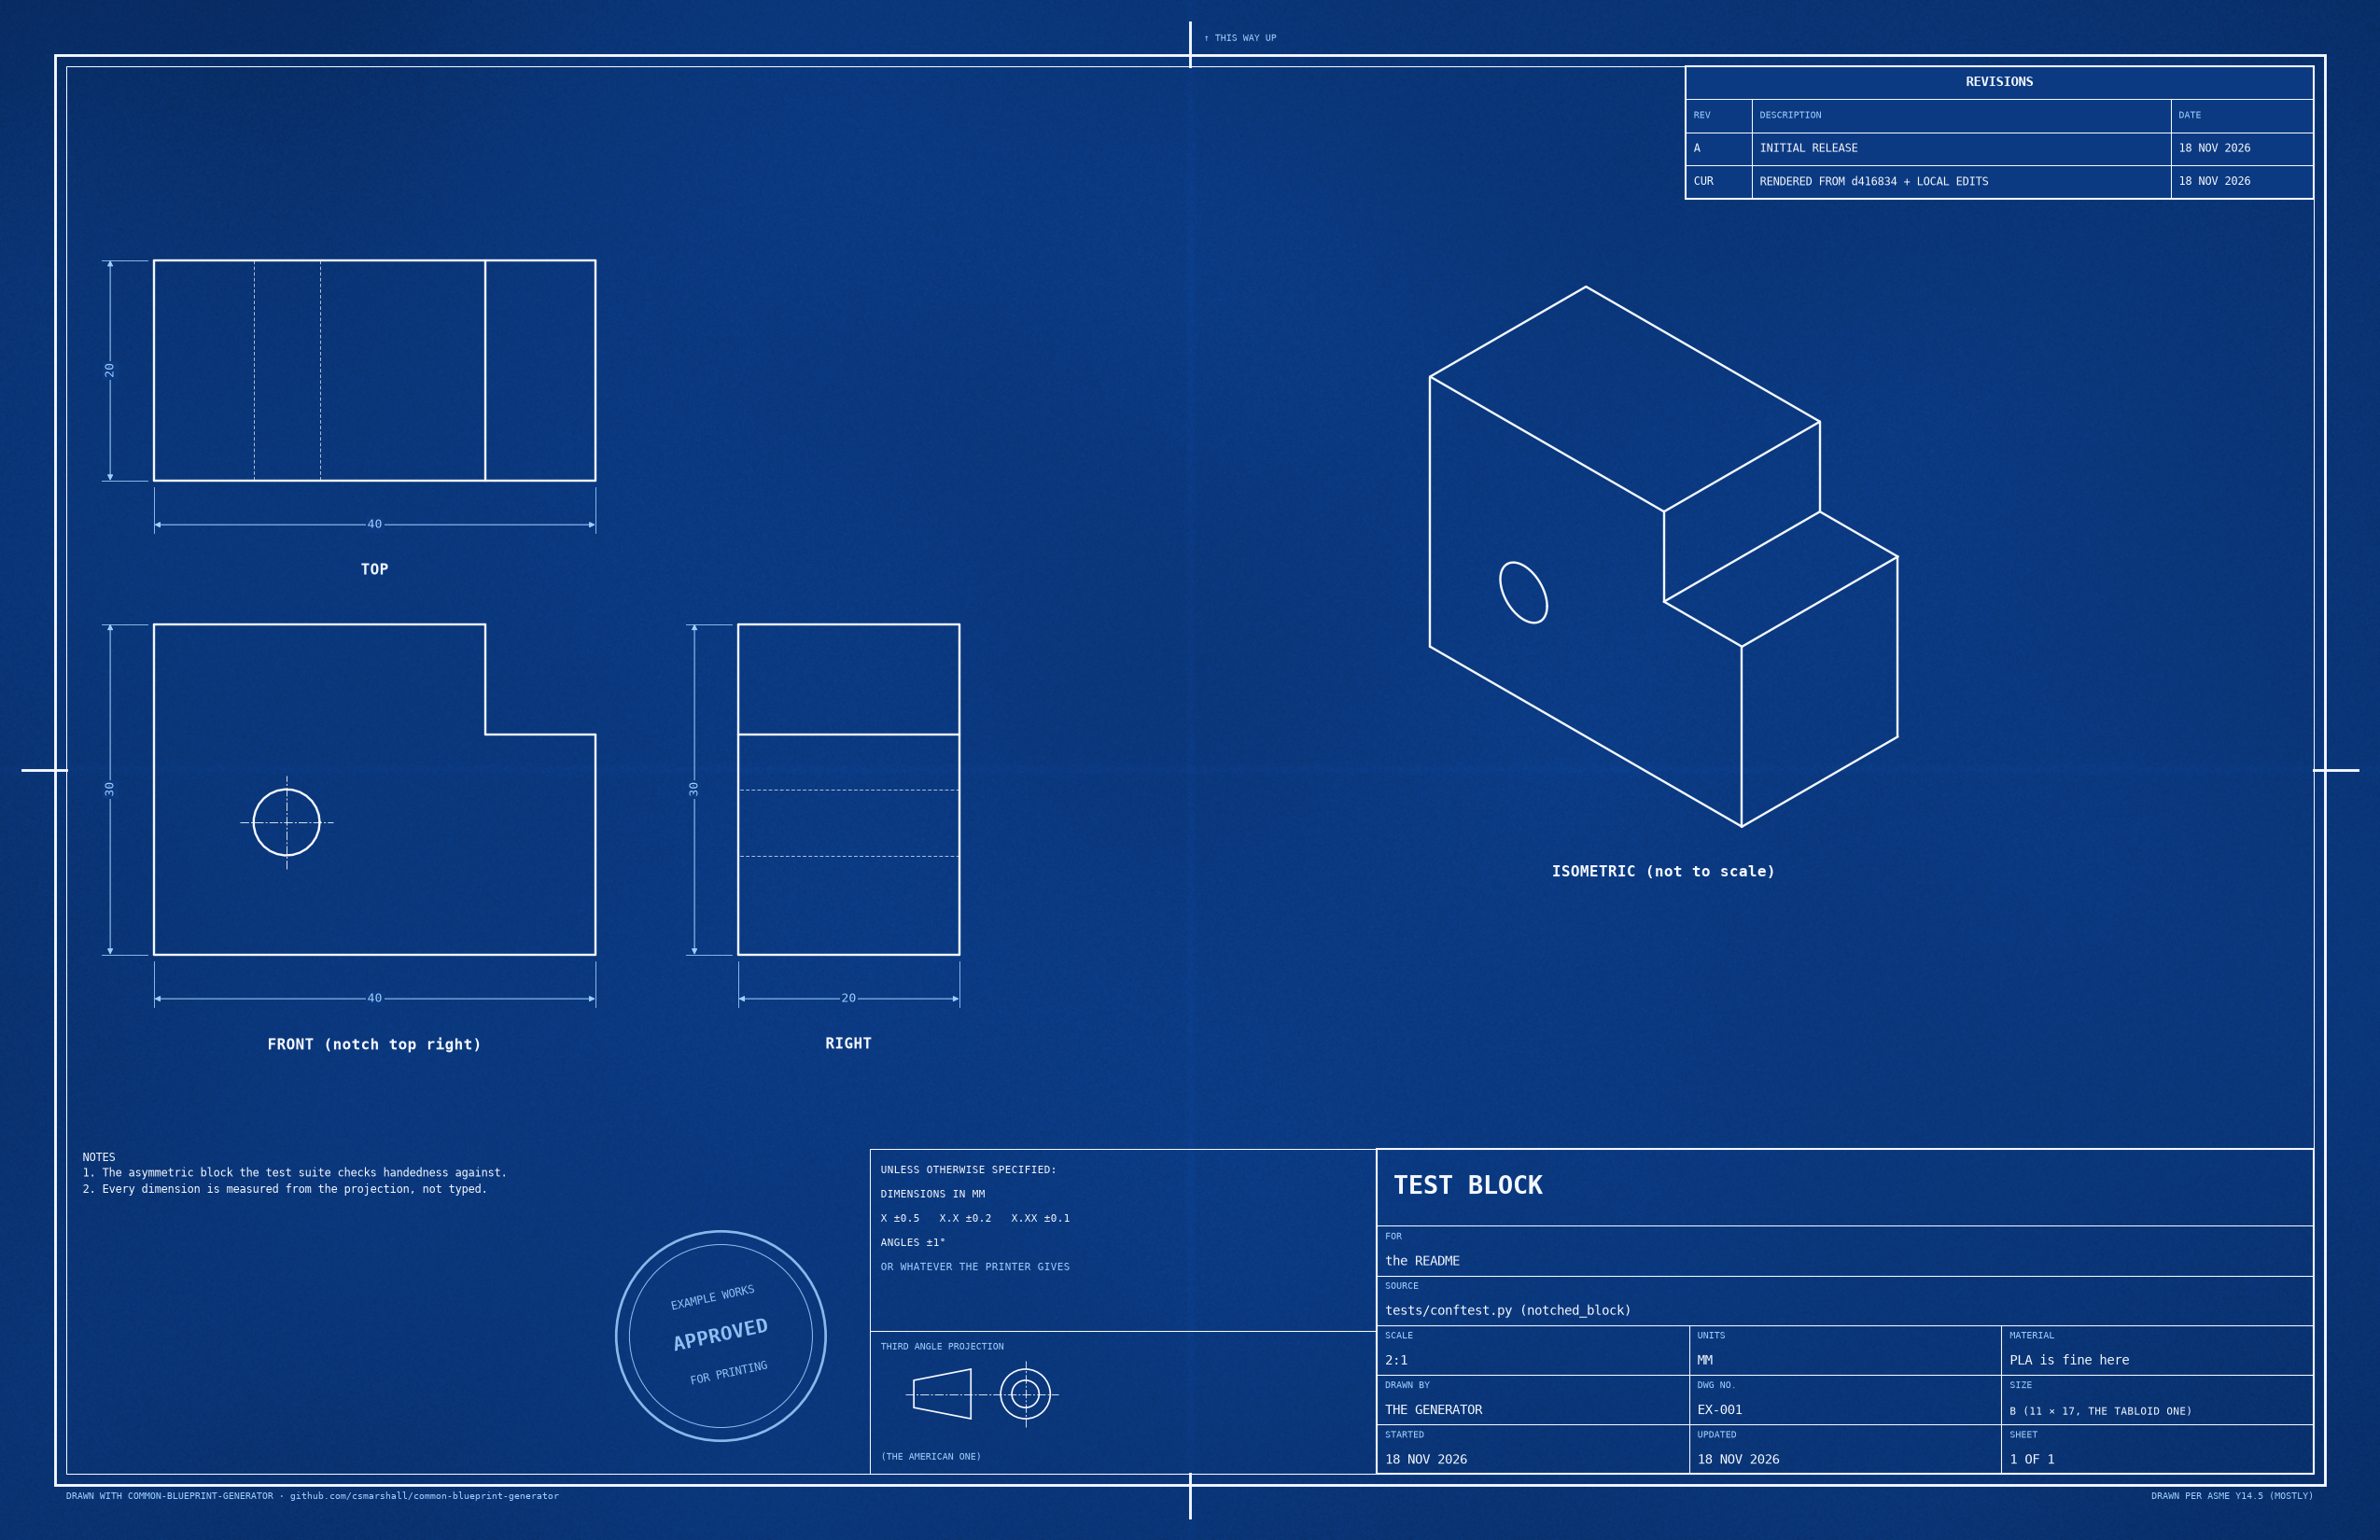 ↑ THIS WAY UP
REVISIONS
REV DESCRIPTION DATE
A INITIAL RELEASE 18 NOV 2026
CUR RENDERED FROM d416834 + LOCAL EDITS 18 NOV 2026
20
40
TOP
30
40
FRONT (notch top right)
30
20
RIGHT
ISOMETRIC (not to scale)
NOTES
1. The asymmetric block the test suite checks handedness against.
2. Every dimension is measured from the projection, not typed.
EXAMPLE WORKS
APPROVED
FOR PRINTING
UNLESS OTHERWISE SPECIFIED:
DIMENSIONS IN MM
X ±0.5 X.X ±0.2 X.XX ±0.1
ANGLES ±1°
OR WHATEVER THE PRINTER GIVES
THIRD ANGLE PROJECTION
(THE AMERICAN ONE)
TEST BLOCK
FOR
the README
SOURCE
tests/conftest.py (notched_block)
SCALE UNITS MATERIAL
2:1 MM PLA is fine here
DRAWN BY DWG NO. SIZE
THE GENERATOR EX-001 B (11 × 17, THE TABLOID ONE)
STARTED UPDATED SHEET
18 NOV 2026 18 NOV 2026 1 OF 1
DRAWN WITH COMMON-BLUEPRINT-GENERATOR · github.com/csmarshall/common-blueprint-generator
DRAWN PER ASME Y14.5 (MOSTLY)